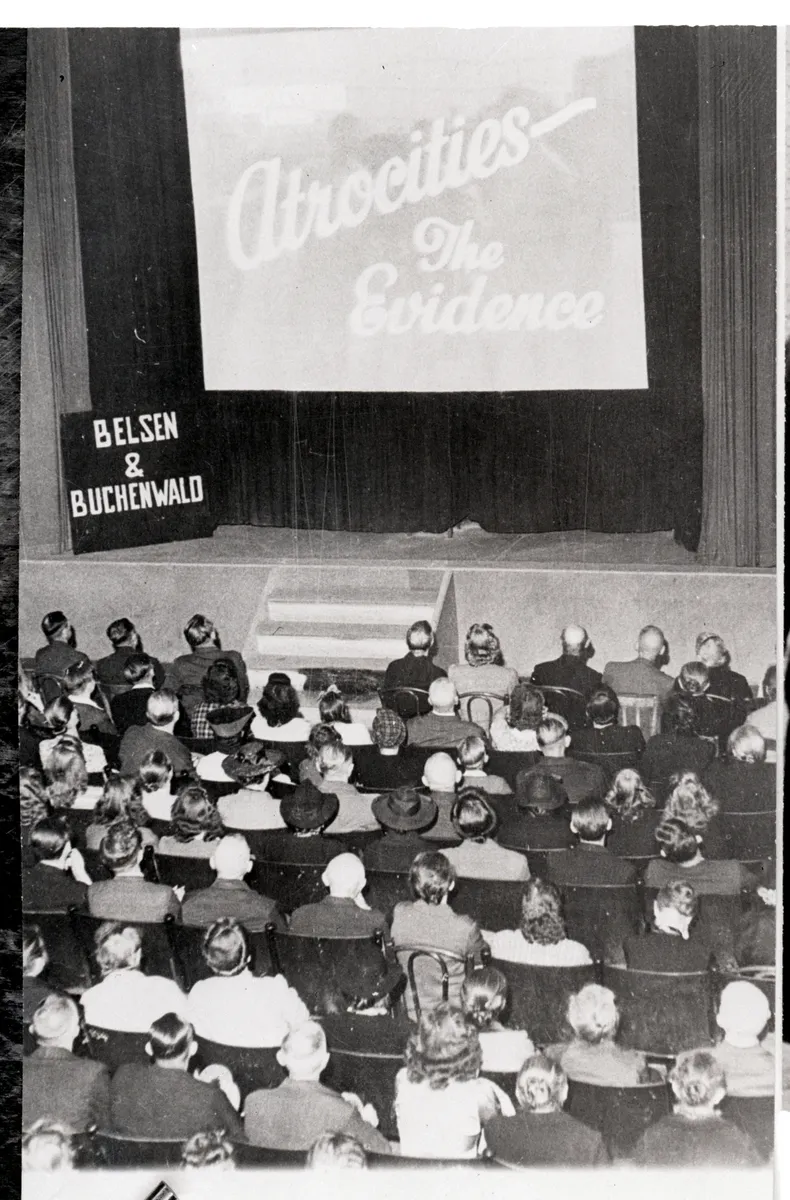 Atrocities—
The
Evidence
BELSEN
&
BUCHENWALD